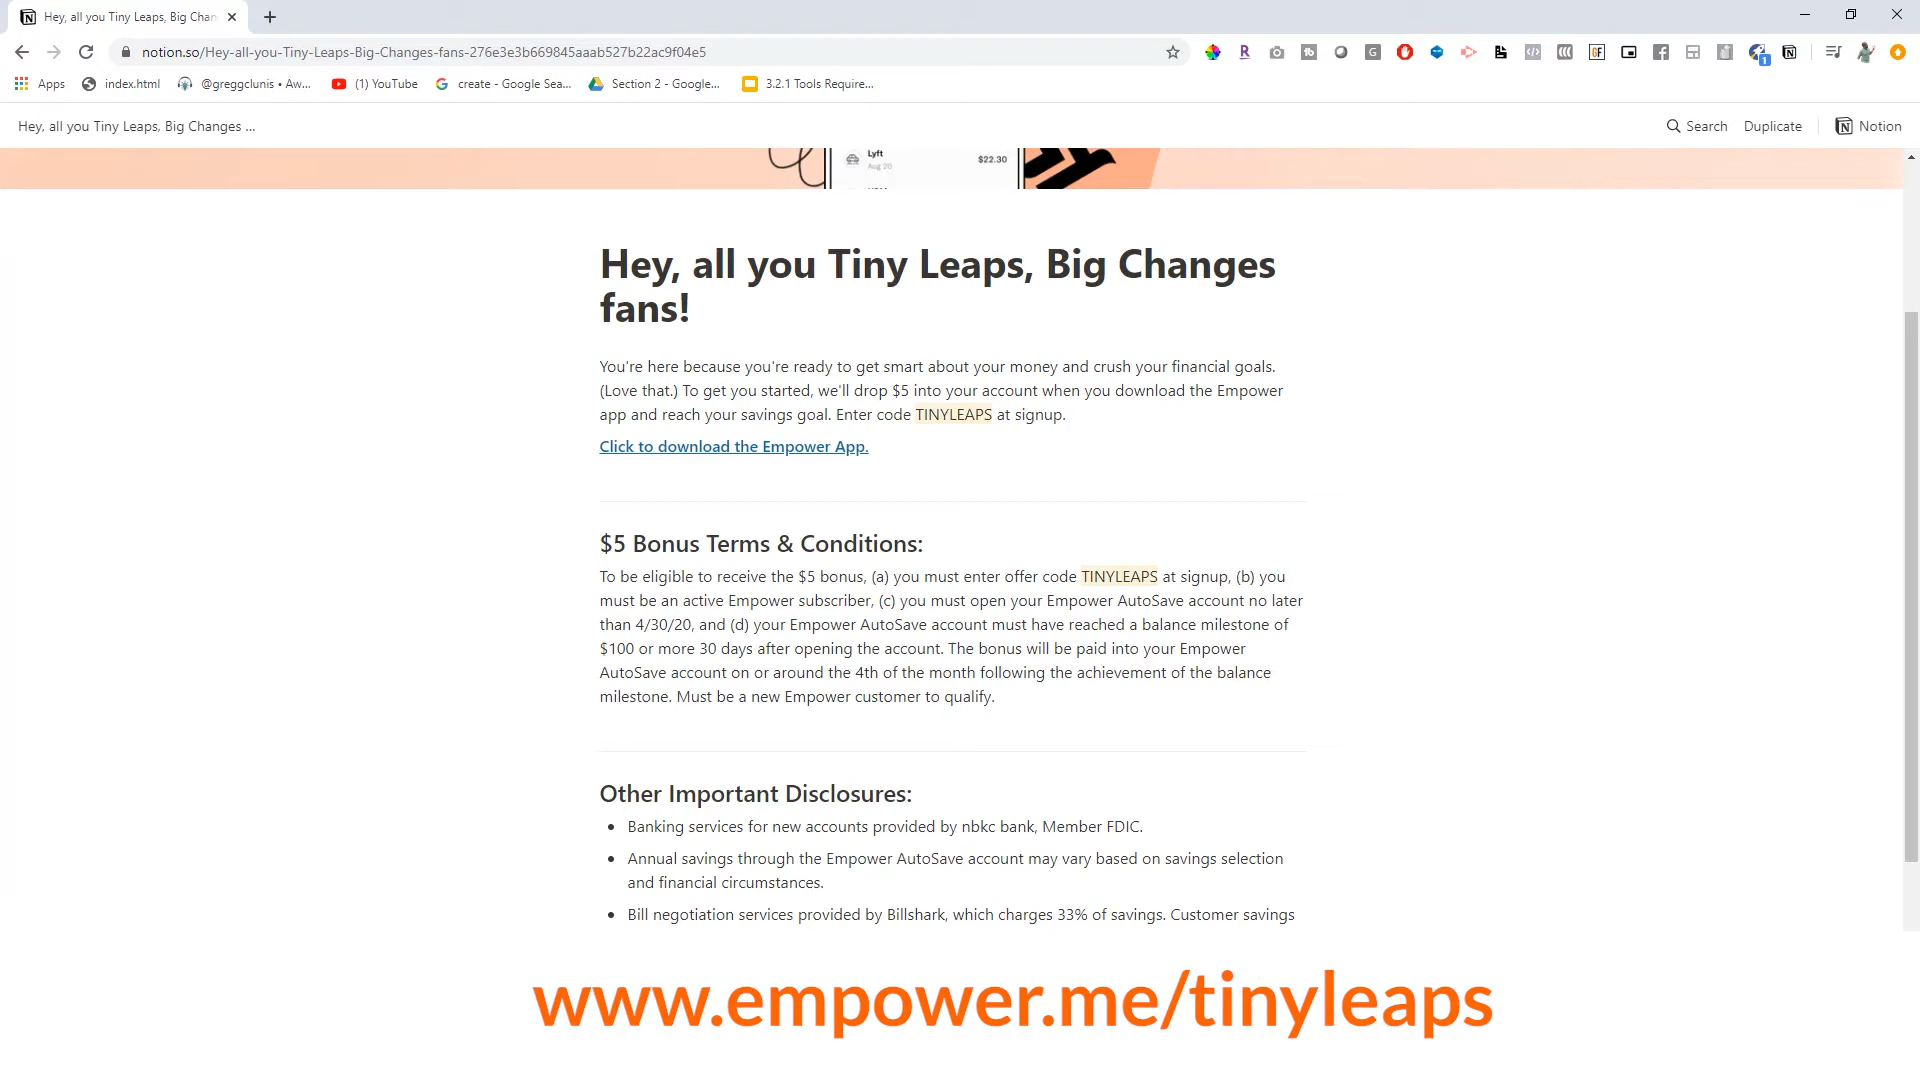 Hey, all you Tiny Leaps, Big Chan
notion.so/Hey-all-you-Tiny-Leaps-Big-Changes-fans-276e3e3b669845aaab527b22ac9f04e5
Apps index.html @greggclunis • Aw... (1) YouTube create - Google Sea... Section 2 - Google... 3.2.1 Tools Require...
Hey, all you Tiny Leaps, Big Changes ... Search Duplicate Notion
Lyft $22.30
Aug 20
Hey, all you Tiny Leaps, Big Changes
fans!
You're here because you're ready to get smart about your money and crush your financial goals.
(Love that.) To get you started, we'll drop $5 into your account when you download the Empower
app and reach your savings goal. Enter code TINYLEAPS at signup.
Click to download the Empower App.
$5 Bonus Terms & Conditions:
To be eligible to receive the $5 bonus, (a) you must enter offer code TINYLEAPS at signup, (b) you
must be an active Empower subscriber, (c) you must open your Empower AutoSave account no later
than 4/30/20, and (d) your Empower AutoSave account must have reached a balance milestone of
$100 or more 30 days after opening the account. The bonus will be paid into your Empower
AutoSave account on or around the 4th of the month following the achievement of the balance
milestone. Must be a new Empower customer to qualify.
Other Important Disclosures:
• Banking services for new accounts provided by nbkc bank, Member FDIC.
• Annual savings through the Empower AutoSave account may vary based on savings selection
and financial circumstances.
• Bill negotiation services provided by Billshark, which charges 33% of savings. Customer savings
www.empower.me/tinyleaps